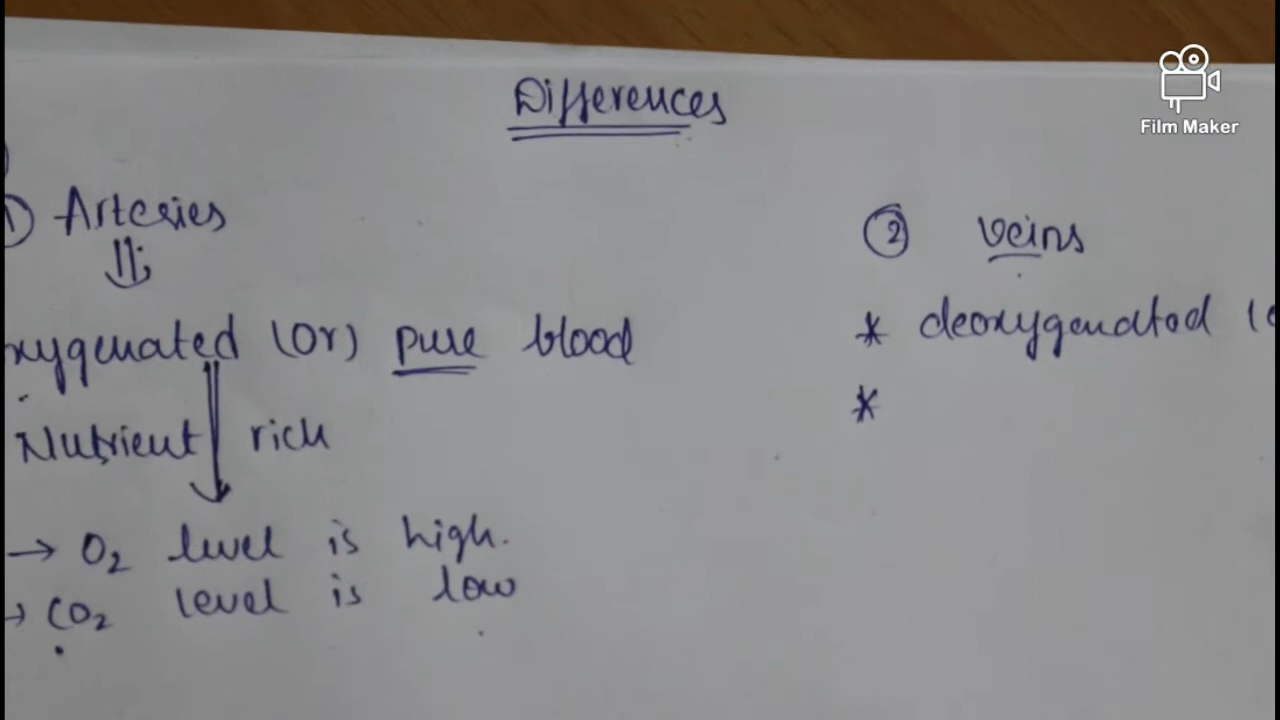 Differences
① Arteries
② Veins
xygenated (Or) pure blood
* deoxygenated (
Nutrient rich
*
→ O₂ level is high.
→ CO₂ level is low
Film Maker